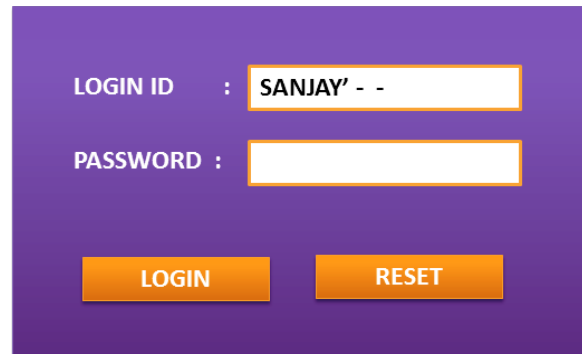 LOGIN ID : SANJAY’ - -
PASSWORD :
LOGIN RESET